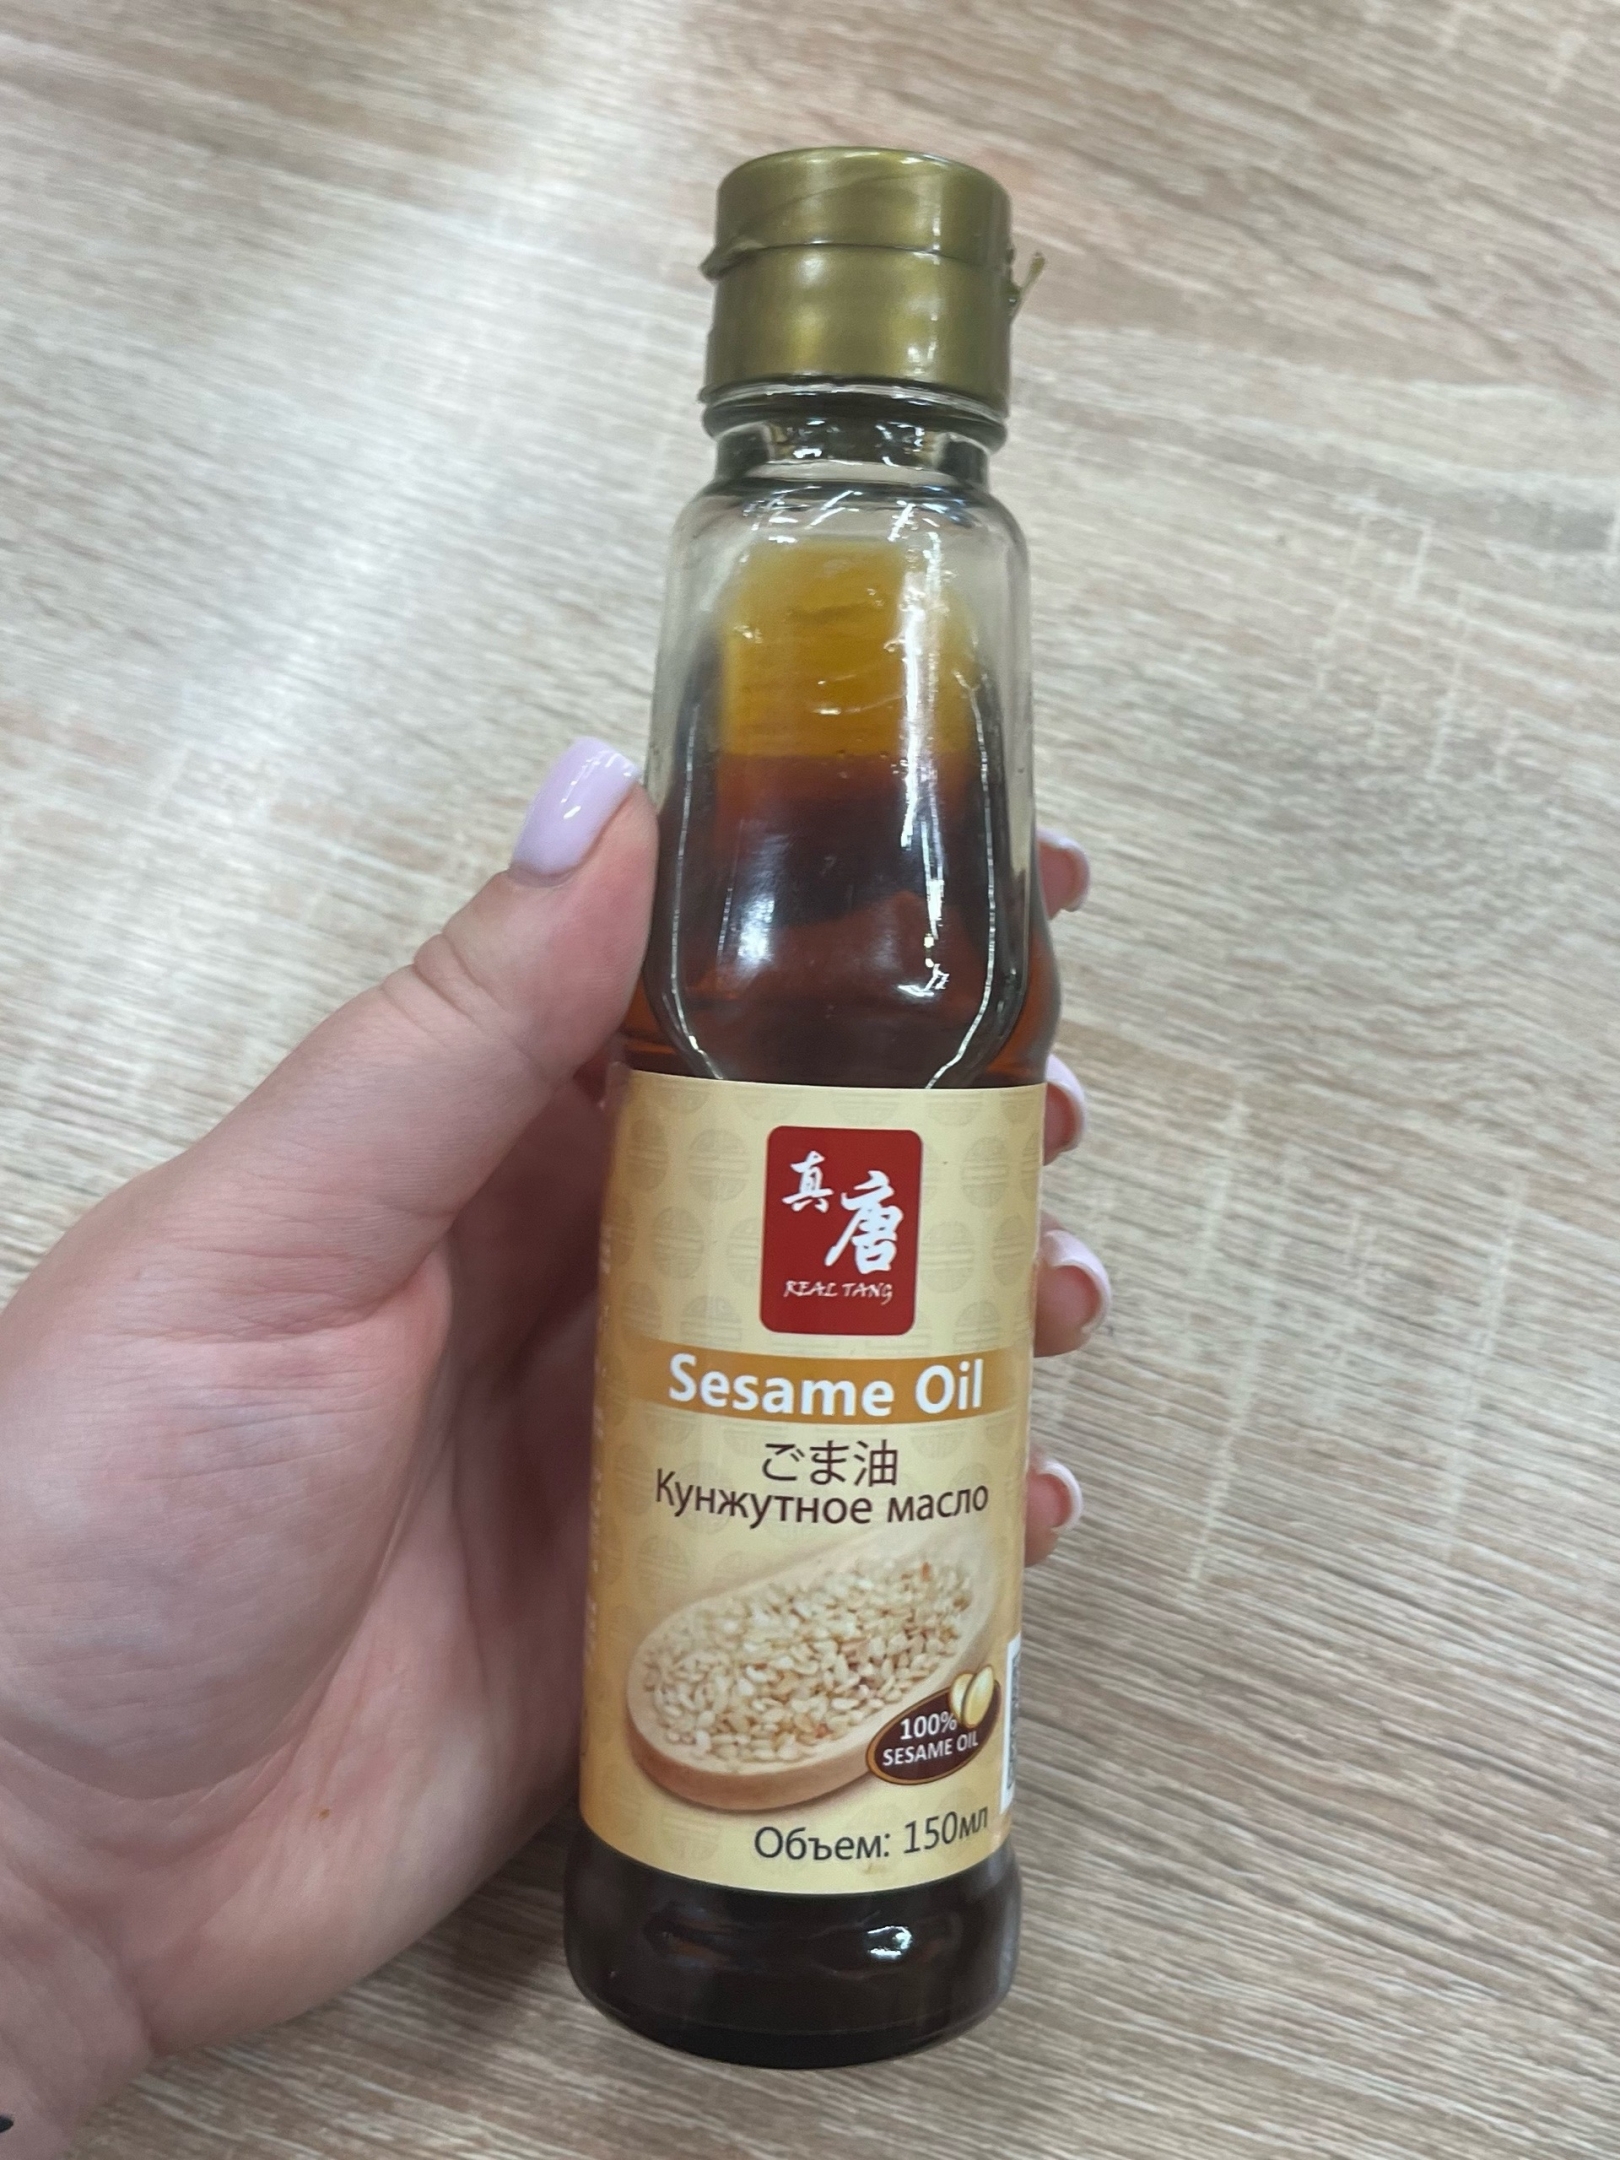 真唐
REAL TANG
Sesame Oil
ごま油
Кунжутное масло
100%
SESAME OIL
Объем: 150мл